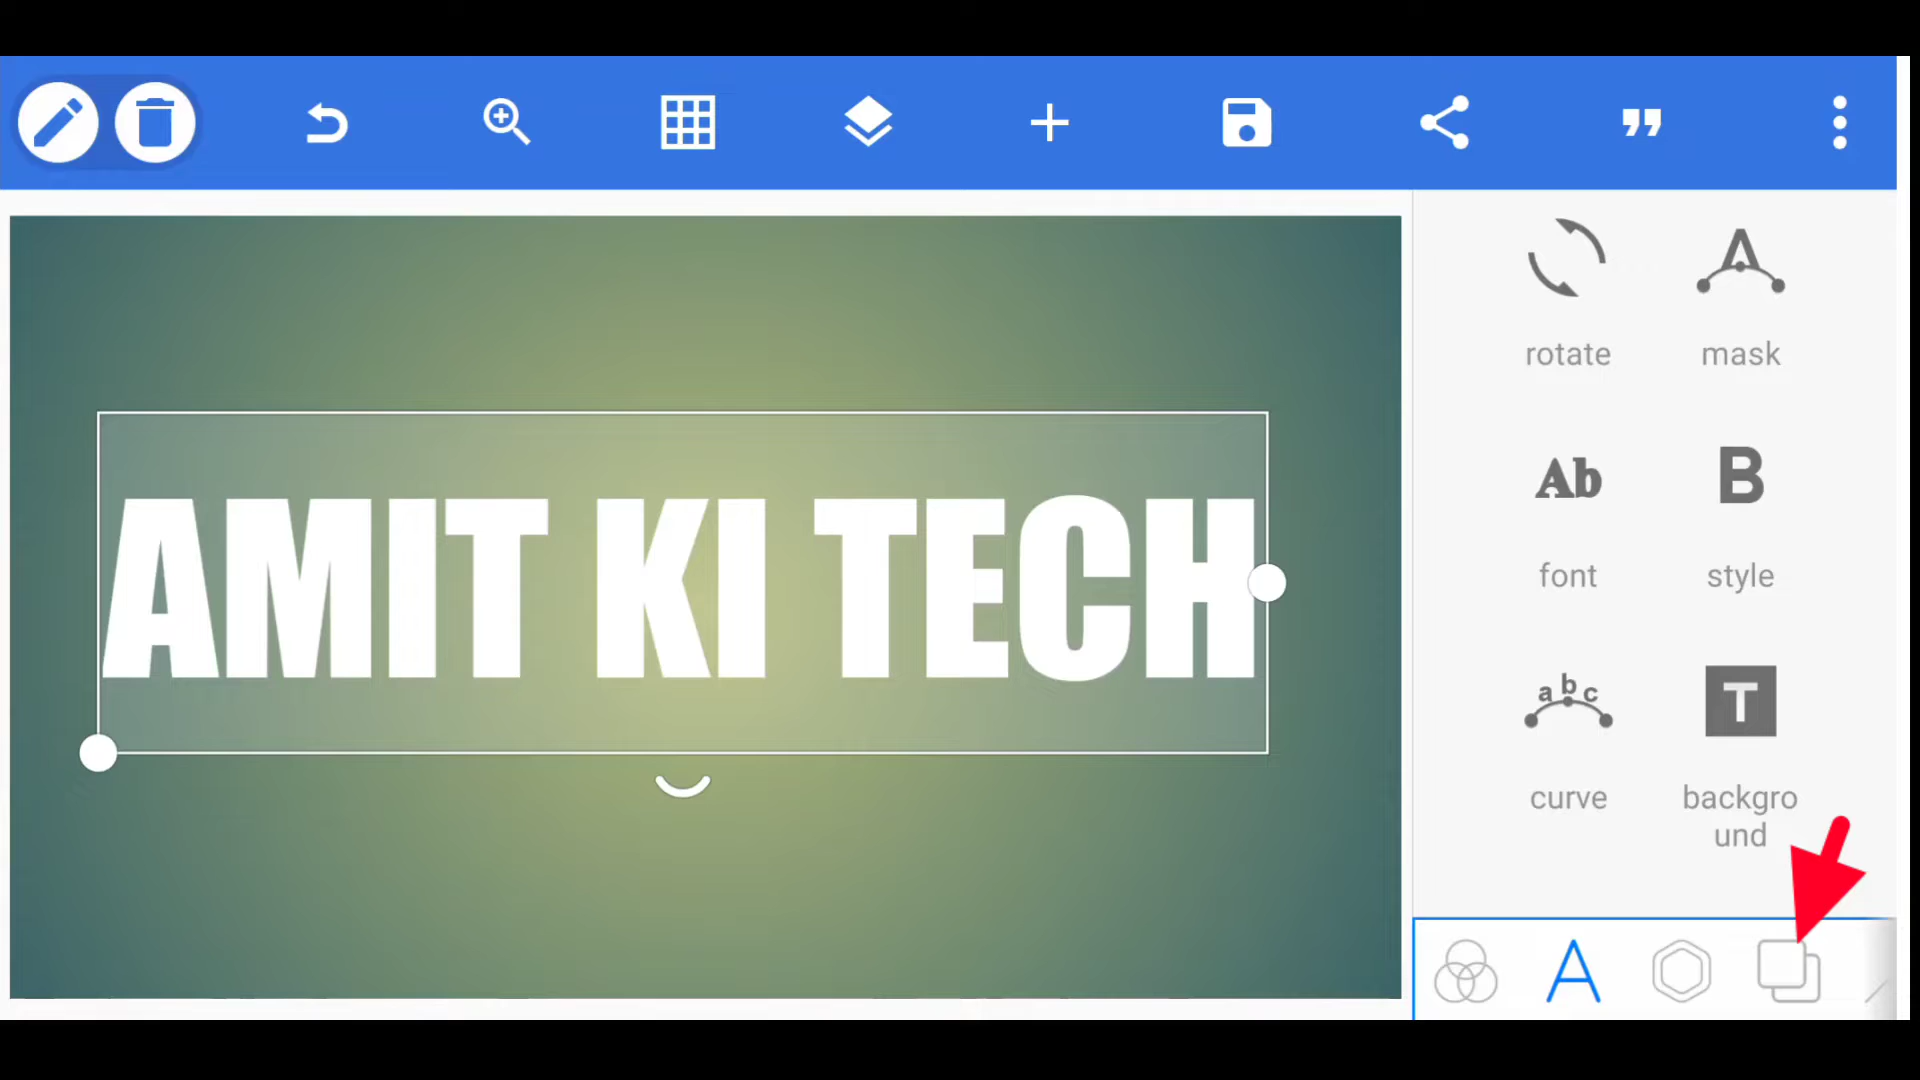 AMIT KI TECH
rotate mask
Ab B
font style
abc T
curve backgro
und
A